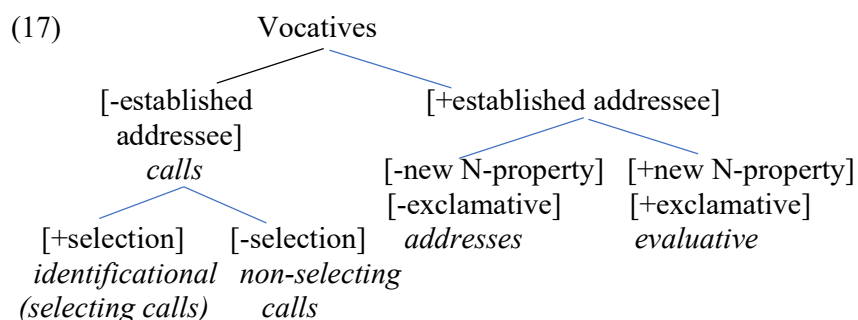 (17) Vocatives
[-established [+established addressee]
addressee]
calls [-new N-property] [+new N-property]
[-exclamative] [+exclamative]
[+selection] [-selection] addresses evaluative
identificational non-selecting
(selecting calls) calls